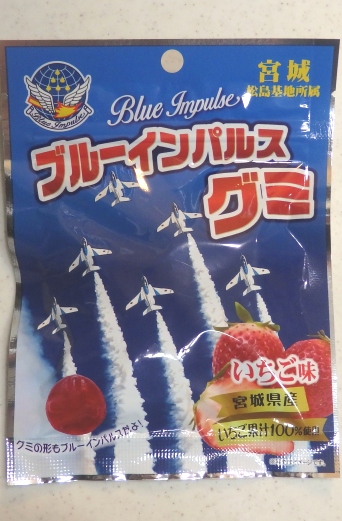 Blue Impulse
宮城
松島基地所属
Blue Impulse
ブルーインパルス
グミ
いちご味
宮城県産
いちご果汁100%使用
グミの形もブルーインパルスだよ!